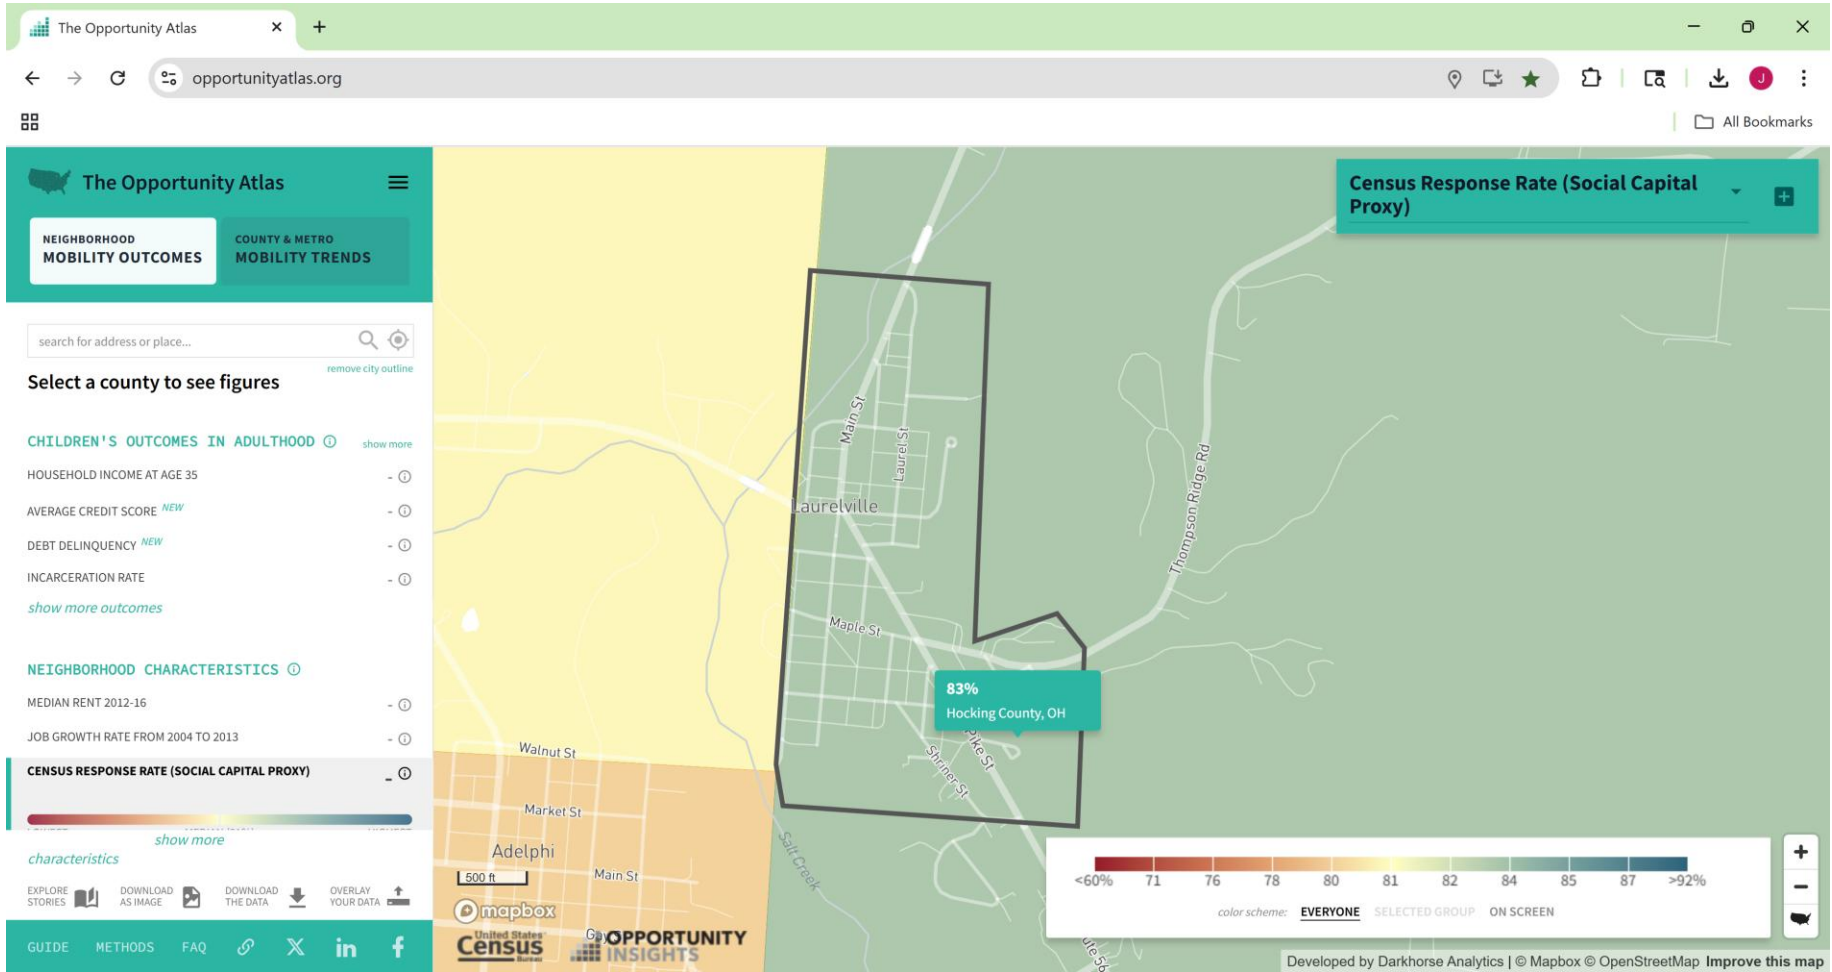 The Opportunity Atlas
opportunityatlas.org
J
All Bookmarks
The Opportunity Atlas
NEIGHBORHOOD
MOBILITY OUTCOMES
COUNTY & METRO
MOBILITY TRENDS
search for address or place...
remove city outline
Select a county to see figures
CHILDREN'S OUTCOMES IN ADULTHOOD
show more
HOUSEHOLD INCOME AT AGE 35 -
AVERAGE CREDIT SCORE NEW -
DEBT DELINQUENCY NEW -
INCARCERATION RATE -
show more outcomes
NEIGHBORHOOD CHARACTERISTICS
MEDIAN RENT 2012-16 -
JOB GROWTH RATE FROM 2004 TO 2013 -
CENSUS RESPONSE RATE (SOCIAL CAPITAL PROXY) -
show more
characteristics
EXPLORE
STORIES
DOWNLOAD
AS IMAGE
DOWNLOAD
THE DATA
OVERLAY
YOUR DATA
GUIDE METHODS FAQ
Census Response Rate (Social Capital
Proxy)
Main St
Laurel St
Laurelville
Thompson Ridge Rd
Maple St
83%
Hocking County, OH
Pike St
Shriner St
Walnut St
Market St
Adelphi
Main St
Salt Creek
500 ft
mapbox
United States
Census
Bureau
OPPORTUNITY
INSIGHTS
<60% 71 76 78 80 81 82 84 85 87 >92%
color scheme: EVERYONE SELECTED GROUP ON SCREEN
Developed by Darkhorse Analytics | © Mapbox © OpenStreetMap Improve this map